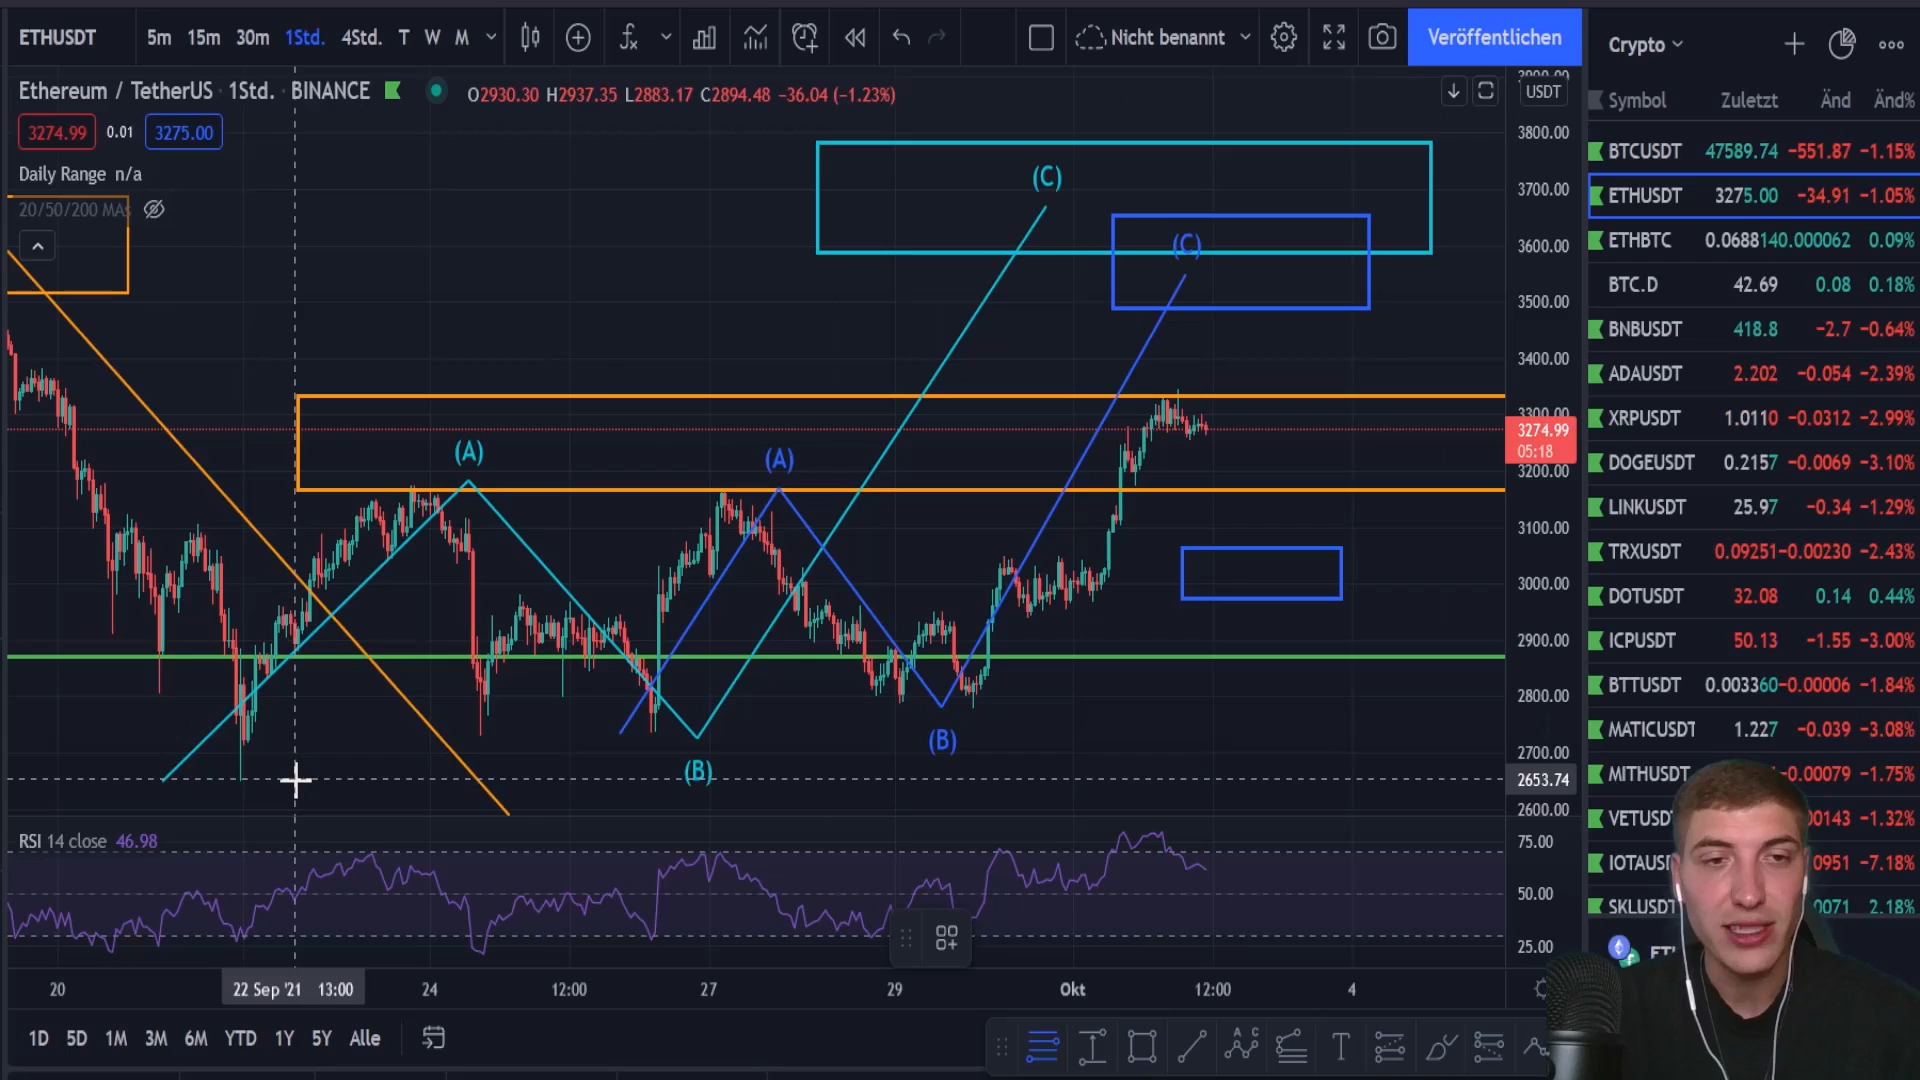 ETHUSDT 5m 15m 30m 1Std. 4Std. T W M Nicht benannt Veröffentlichen
Crypto
Ethereum / TetherUS · 1Std. · BINANCE O2930.30 H2937.35 L2883.17 C2894.48 -36.04 (-1.23%)
USDT
Symbol Zuletzt Änd Änd%
3274.99 0.01 3275.00
Daily Range n/a
20/50/200 MAs
3900.00
3800.00
3700.00
3600.00
3500.00
3400.00
3300.00
3274.99
05:18
3200.00
3100.00
3000.00
2900.00
2800.00
2700.00
2653.74
2600.00
(C)
(C)
(A)
(A)
(B)
(B)
BTCUSDT 47589.74 -551.87 -1.15%
ETHUSDT 3275.00 -34.91 -1.05%
ETHBTC 0.0688140.000062 0.09%
BTC.D 42.69 0.08 0.18%
BNBUSDT 418.8 -2.7 -0.64%
ADAUSDT 2.202 -0.054 -2.39%
XRPUSDT 1.0110 -0.0312 -2.99%
DOGEUSDT 0.2157 -0.0069 -3.10%
LINKUSDT 25.97 -0.34 -1.29%
TRXUSDT 0.09251-0.00230 -2.43%
DOTUSDT 32.08 0.14 0.44%
ICPUSDT 50.13 -1.55 -3.00%
BTTUSDT 0.003360-0.00006 -1.84%
MATICUSDT 1.227 -0.039 -3.08%
MITHUSDT -0.00079 -1.75%
VETUSD 00143 -1.32%
IOTAUS 0951 -7.18%
SKLUSDT 0071 2.18%
RSI 14 close 46.98
75.00
50.00
25.00
20 22 Sep '21 13:00 24 12:00 27 29 Okt 12:00 4
1D 5D 1M 3M 6M YTD 1Y 5Y Alle